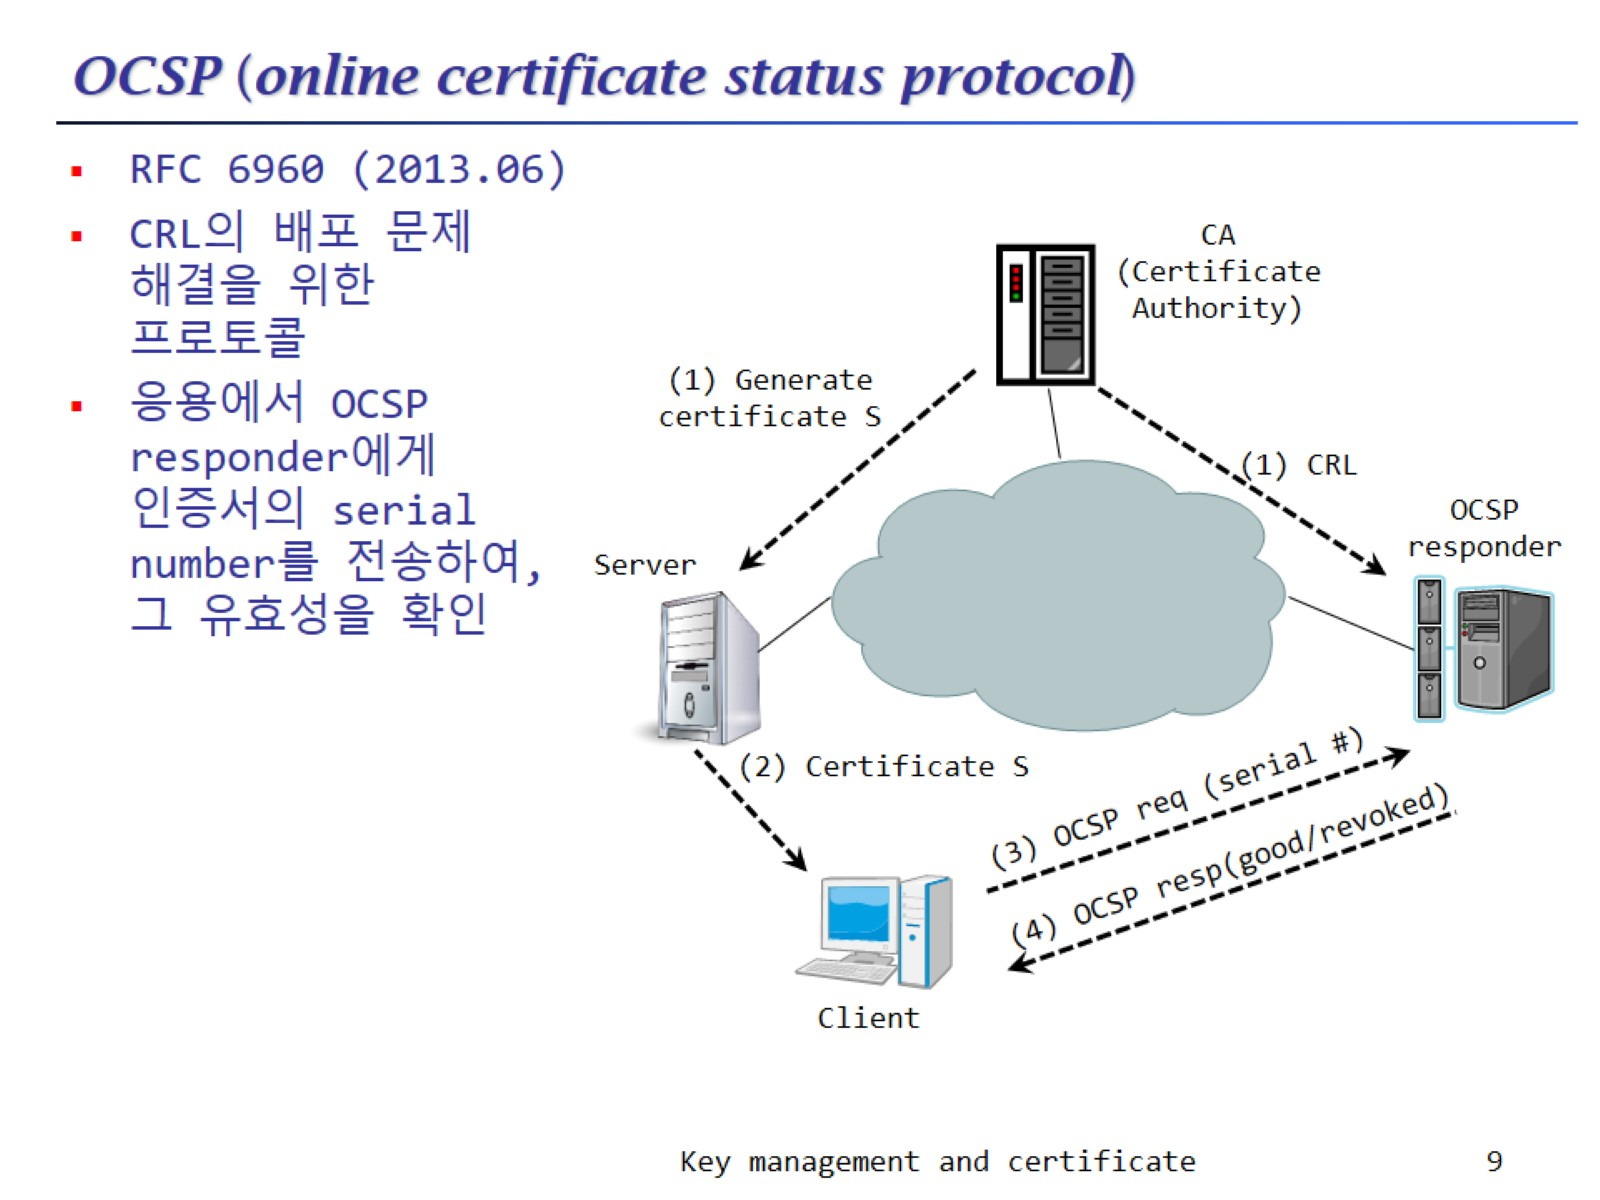 OCSP (online certificate status protocol)
RFC 6960 (2013.06)
CRL의 배포 문제
해결을 위한
프로토콜
응용에서 OCSP
responder에게
인증서의 serial
number를 전송하여,
그 유효성을 확인
CA
(Certificate
Authority)
(1) Generate
certificate S
(1) CRL
OCSP
responder
Server
(2) Certificate S
(3) OCSP req (serial #)
(4) OCSP resp(good/revoked)
Client
Key management and certificate
9